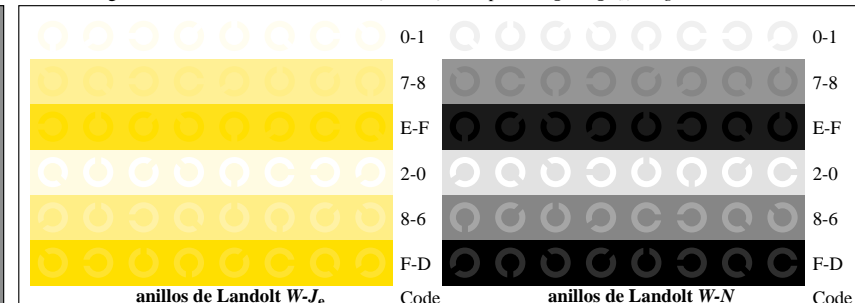 0-1 0-1
7-8 7-8
E-F E-F
2-0 2-0
8-6 8-6
F-D F-D
anillos de Landolt W-Je Code anillos de Landolt W-N Code